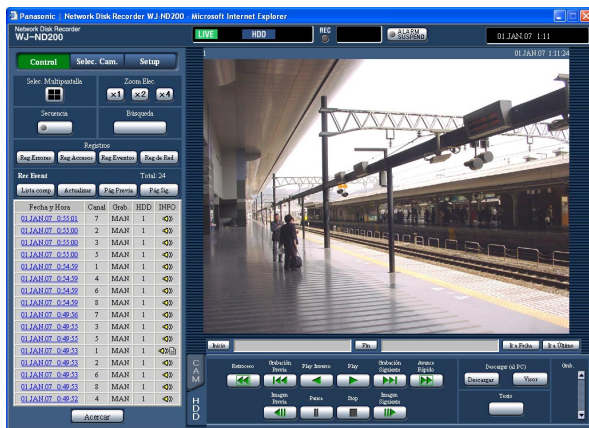 Panasonic | Network Disk Recorder WJ-ND200 - Microsoft Internet Explorer
Network Disk Recorder
WJ-ND200
LIVE HDD REC ALARM SUSPEND 01.JAN.07 1:11
Control Selec. Cam. Setup
1 01.JAN.07 1:11:24
Selec. Multipantalla Zoom Elec.
x1 x2 x4
Secuencia Búsqueda
Registros
Reg Errores Reg Accesos Reg Eventos Reg de Red
Rec Event Total: 24
Lista comp Actualizar Pág Previa Pág Sig.
Fecha y Hora Canal Grab. HDD INFO
01.JAN.07 0:55:01 7 MAN 1
01.JAN.07 0:55:00 2 MAN 1
01.JAN.07 0:55:00 3 MAN 1
01.JAN.07 0:55:00 5 MAN 1
01.JAN.07 0:54:59 1 MAN 1
01.JAN.07 0:54:59 4 MAN 1
01.JAN.07 0:54:59 6 MAN 1
01.JAN.07 0:54:59 8 MAN 1
01.JAN.07 0:49:56 7 MAN 1
01.JAN.07 0:49:55 3 MAN 1
01.JAN.07 0:49:55 5 MAN 1
01.JAN.07 0:49:53 1 MAN 1
01.JAN.07 0:49:53 2 MAN 1
01.JAN.07 0:49:53 6 MAN 1
01.JAN.07 0:49:53 8 MAN 1
01.JAN.07 0:49:52 4 MAN 1
Acercar
Inicio Fin Ir a Fecha Ir a Último
CAM
Retroceso Grabación Previa Play Inverso Play Grabación Siguiente Avance Rápido
Descargar (al PC)
Descargar Visor
Grab.
HDD
Imagen Previa Pausa Stop Imagen Siguiente
Texto